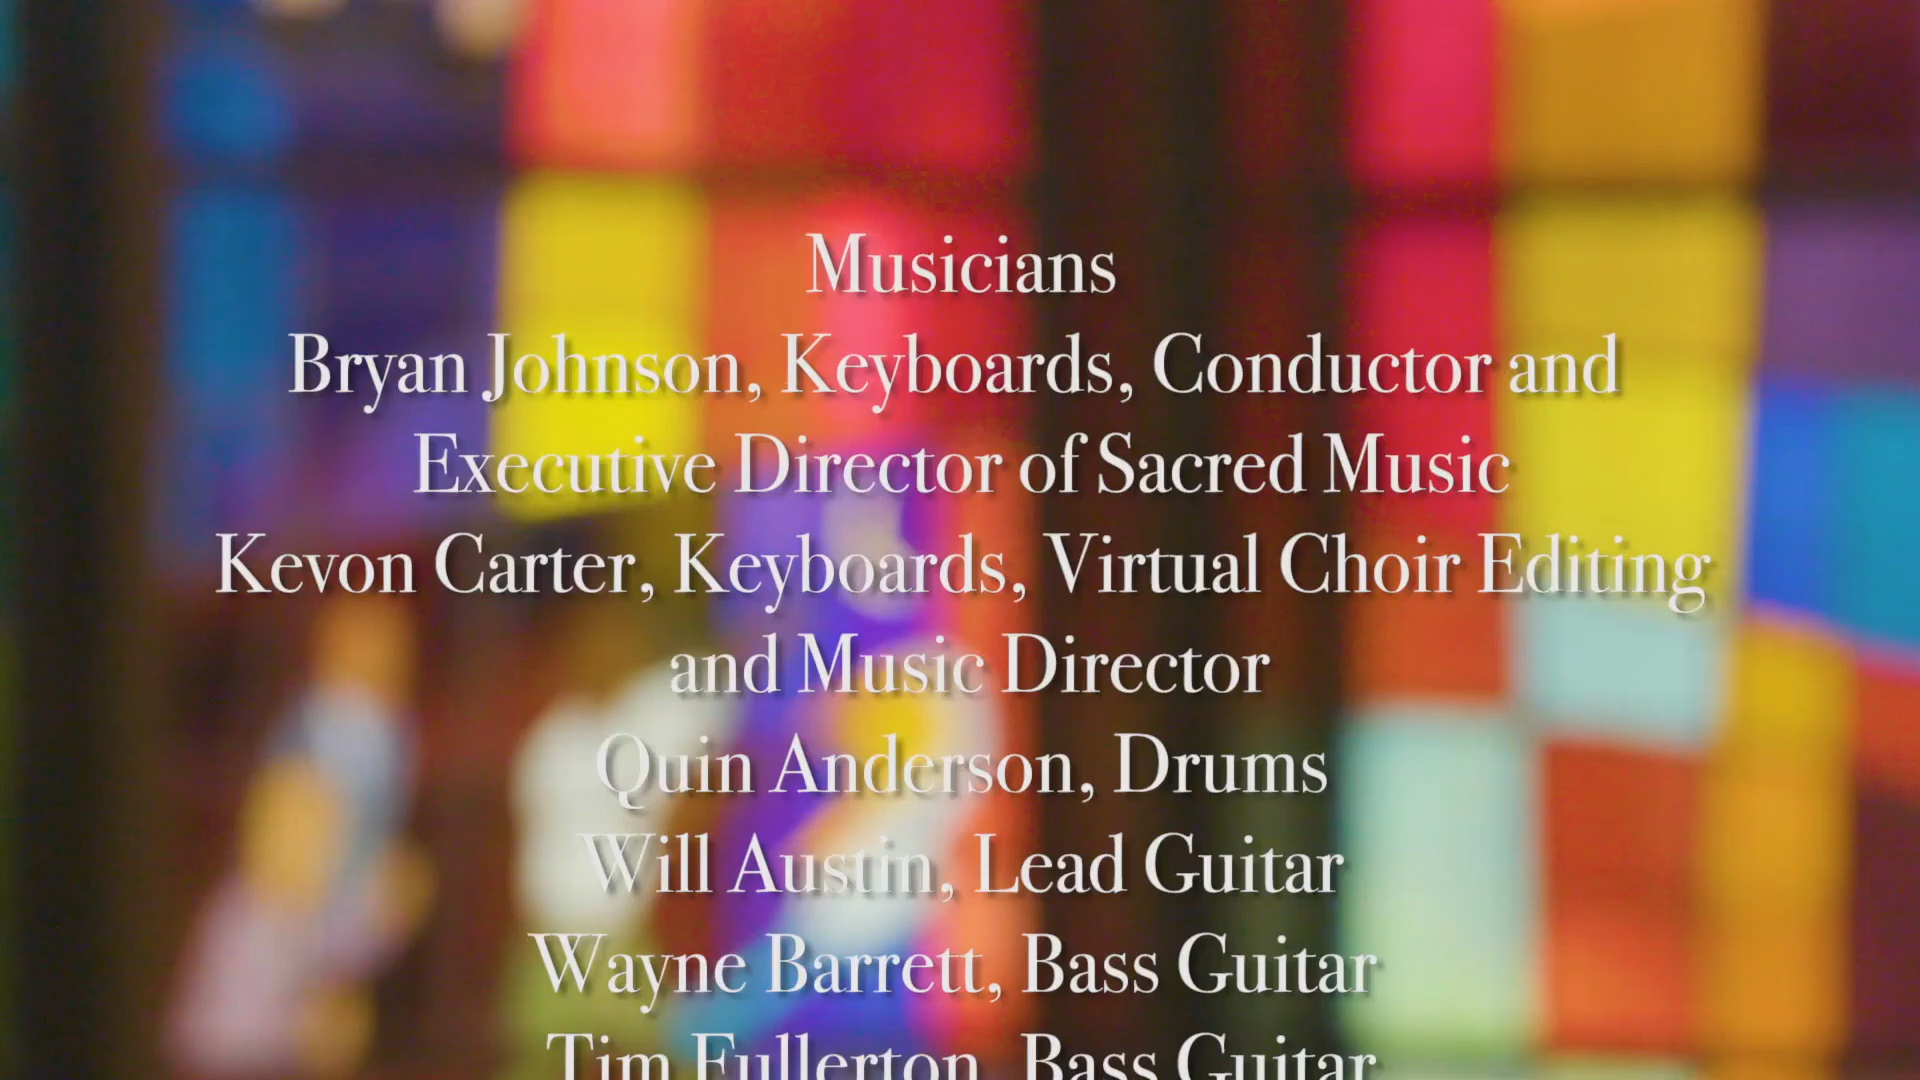 Musicians
Bryan Johnson, Keyboards, Conductor and
Executive Director of Sacred Music
Kevon Carter, Keyboards, Virtual Choir Editing
and Music Director
Quin Anderson, Drums
Will Austin, Lead Guitar
Wayne Barrett, Bass Guitar
Tim Fullerton, Bass Guitar